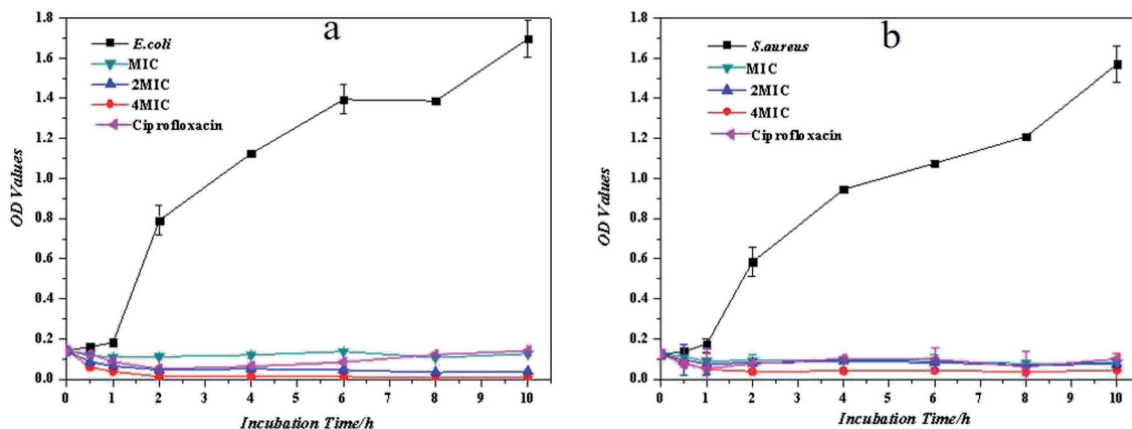 a
1.8
1.6
1.4
1.2
1.0
0.8
0.6
0.4
0.2
0.0
OD Values
E.coli
MIC
2MIC
4MIC
Ciprofloxacin
0 1 2 3 4 5 6 7 8 9 10
Incubation Time/h
b
1.8
1.6
1.4
1.2
1.0
0.8
0.6
0.4
0.2
0.0
OD Values
S.aureus
MIC
2MIC
4MIC
Ciprofloxacin
0 1 2 3 4 5 6 7 8 9 10
Incubation Time/h